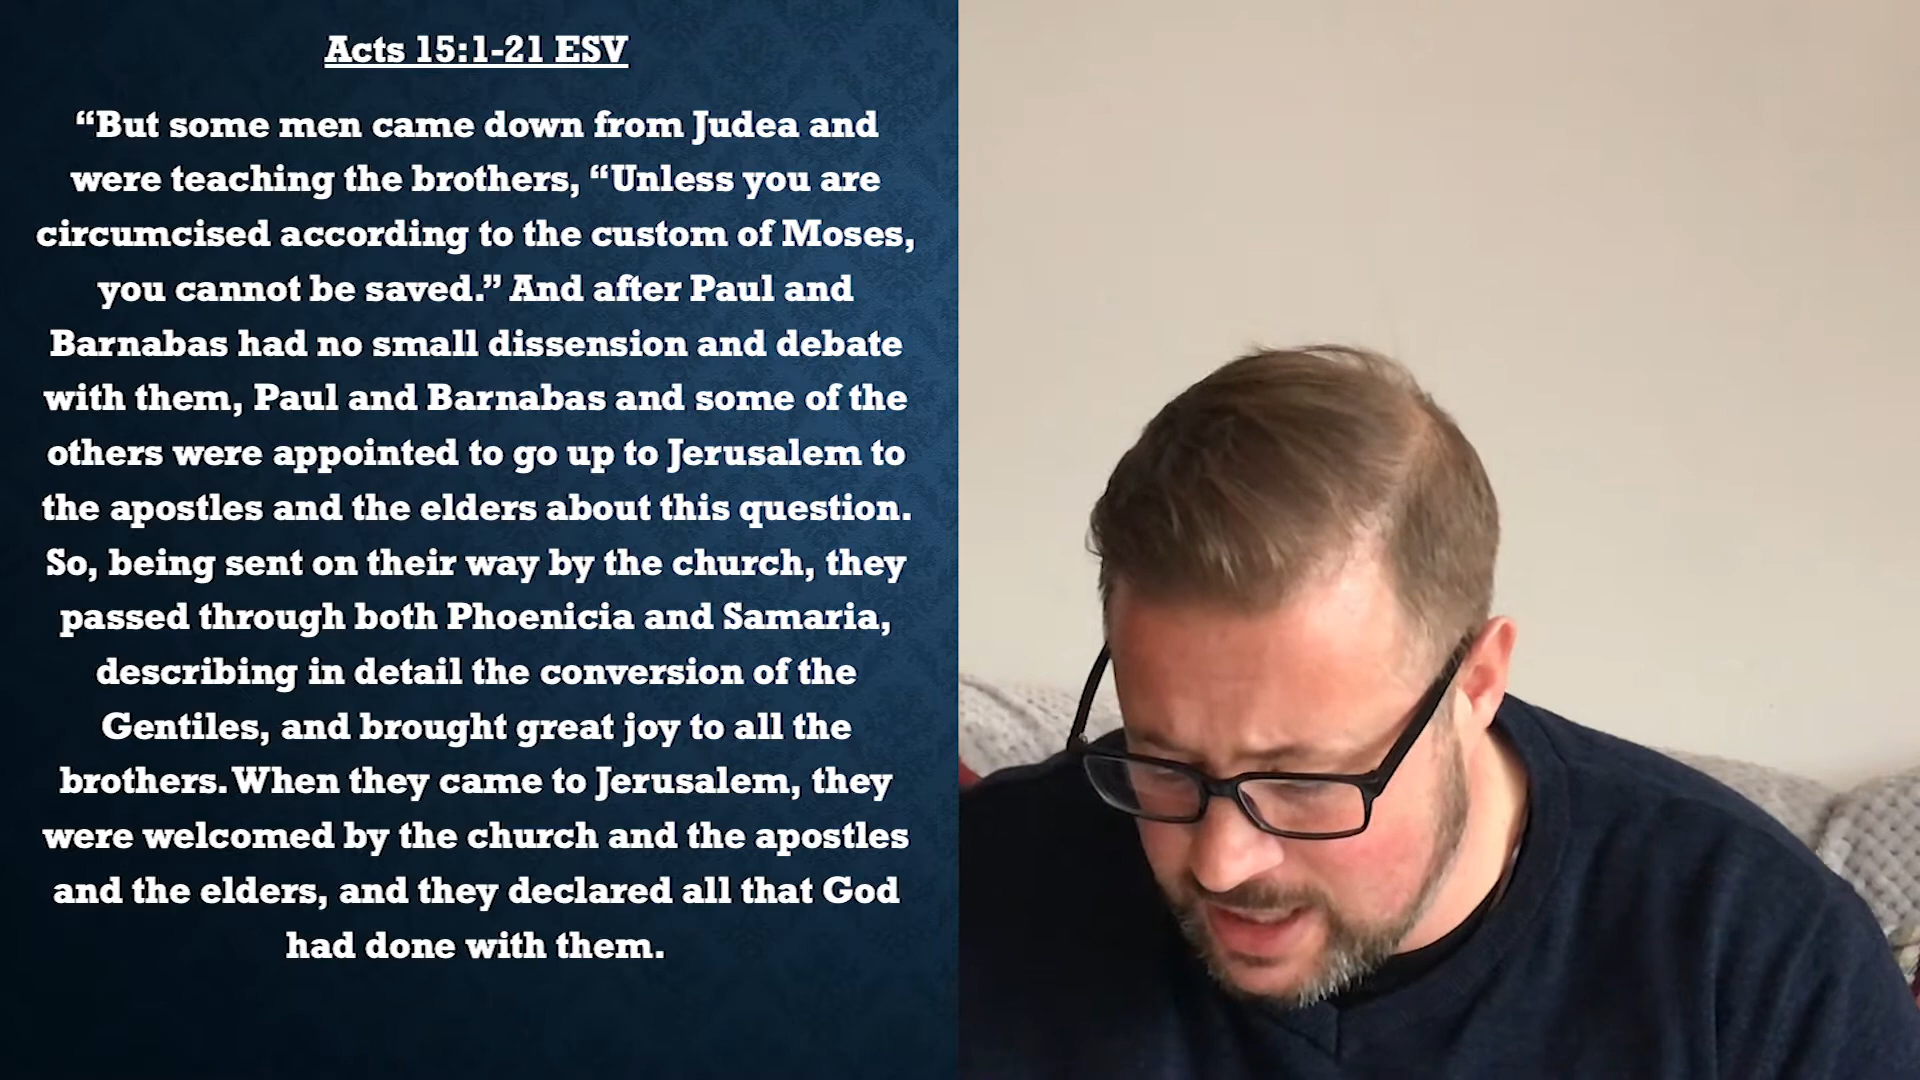 Acts 15:1-21 ESV
“But some men came down from Judea and
were teaching the brothers, “Unless you are
circumcised according to the custom of Moses,
you cannot be saved.” And after Paul and
Barnabas had no small dissension and debate
with them, Paul and Barnabas and some of the
others were appointed to go up to Jerusalem to
the apostles and the elders about this question.
So, being sent on their way by the church, they
passed through both Phoenicia and Samaria,
describing in detail the conversion of the
Gentiles, and brought great joy to all the
brothers. When they came to Jerusalem, they
were welcomed by the church and the apostles
and the elders, and they declared all that God
had done with them.